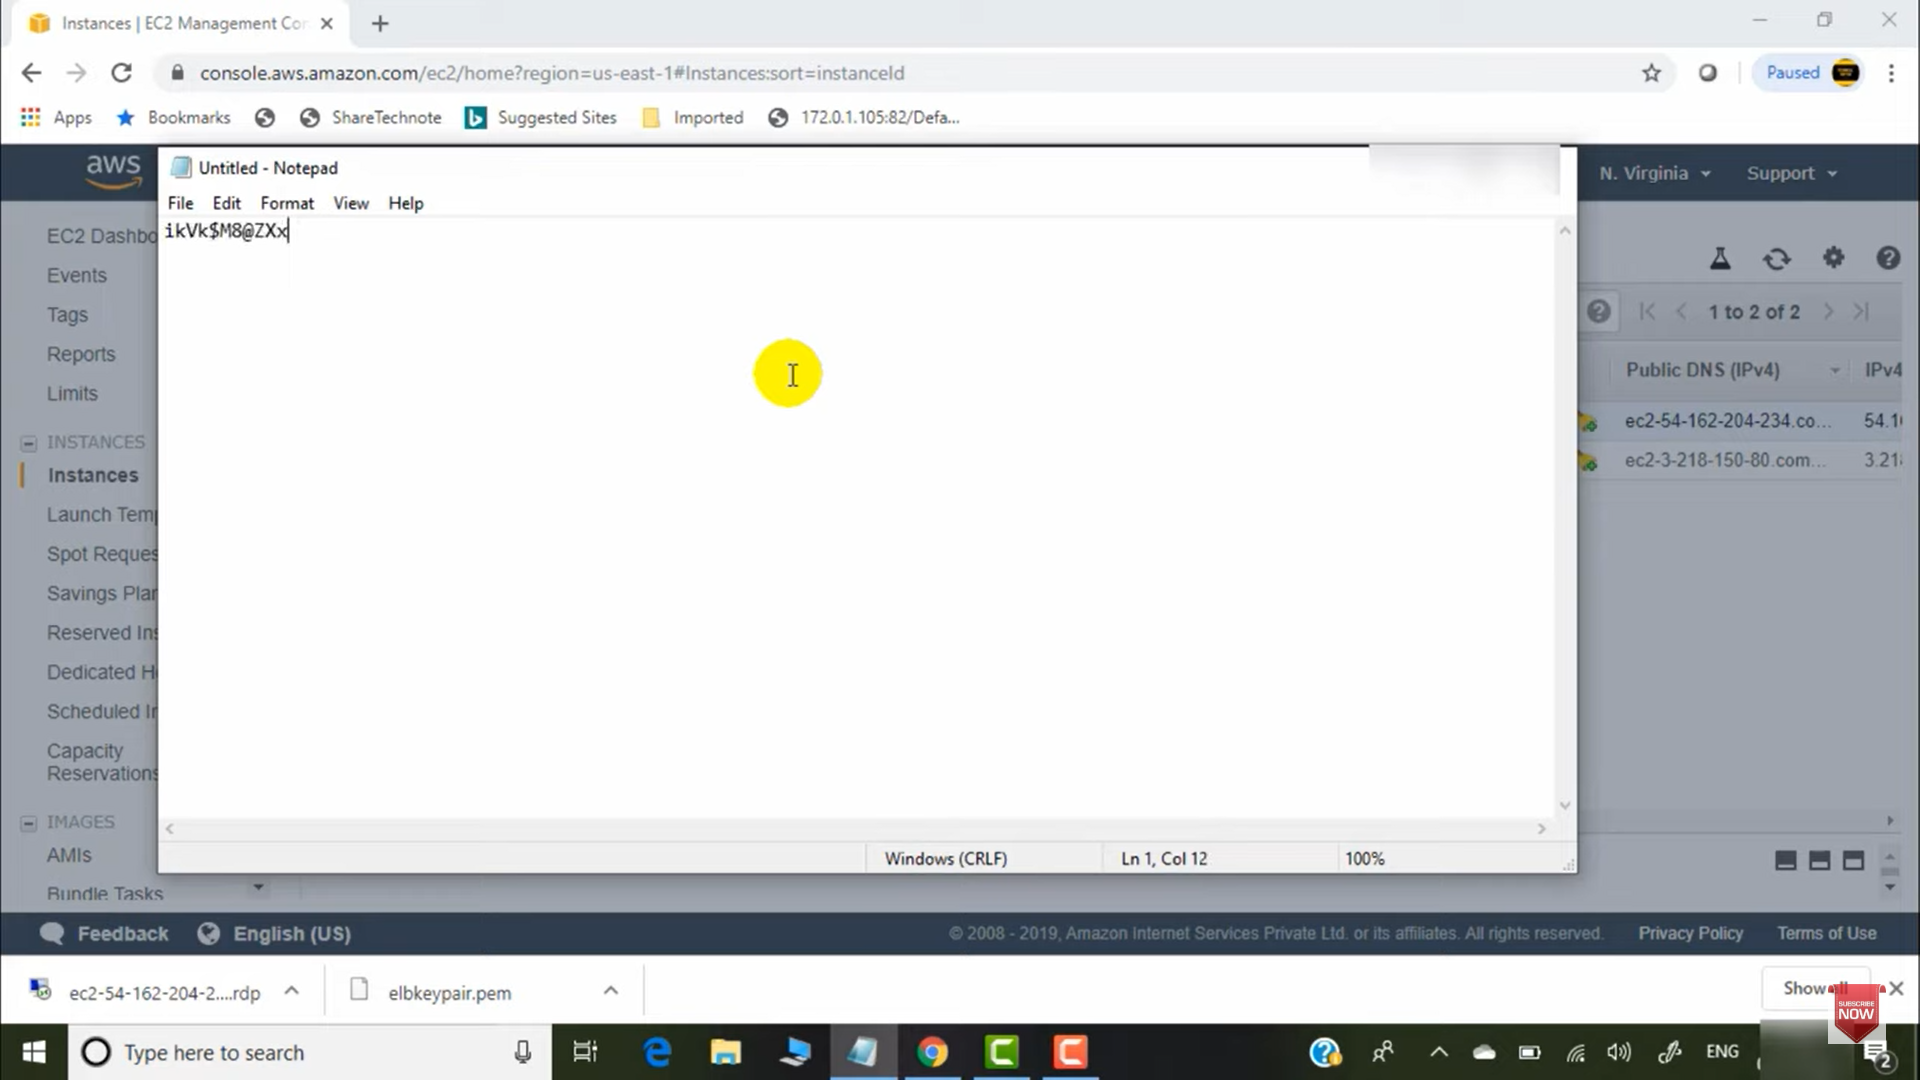 Instances | EC2 Management Con
console.aws.amazon.com/ec2/home?region=us-east-1#Instances:sort=instanceId
Paused
Apps
Bookmarks
ShareTechnote
Suggested Sites
Imported
172.0.1.105:82/Defa...
aws
Untitled - Notepad
N. Virginia
Support
File Edit Format View Help
ikVk$M8@ZXx
EC2 Dashbo
Events
Tags
Reports
Limits
INSTANCES
Instances
Launch Temp
Spot Reques
Savings Plan
Reserved Ins
Dedicated H
Scheduled In
Capacity
Reservations
IMAGES
AMIs
Bundle Tasks
1 to 2 of 2
Public DNS (IPv4)
IPv4
ec2-54-162-204-234.co...
54.1
ec2-3-218-150-80.com...
3.21
Windows (CRLF)
Ln 1, Col 12
100%
Feedback
English (US)
© 2008 - 2019, Amazon Internet Services Private Ltd. or its affiliates. All rights reserved.
Privacy Policy
Terms of Use
ec2-54-162-204-2....rdp
elbkeypair.pem
Show all
SUBSCRIBE
NOW
Type here to search
ENG
2